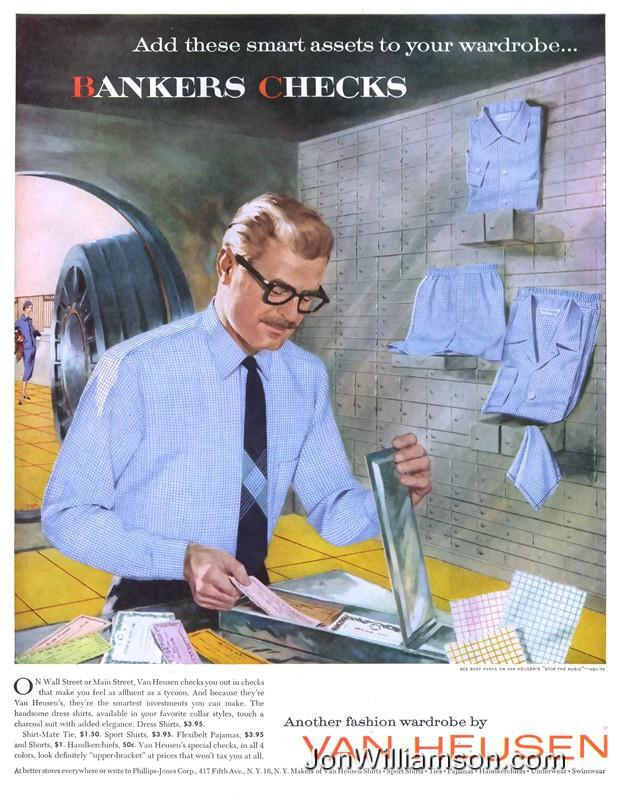 Add these smart assets to your wardrobe...
BANKERS CHECKS
SEE BERT PARKS ON VAN HEUSEN'S "STOP THE MUSIC"—ABC-TV
ON Wall Street or Main Street, Van Heusen checks you out in checks
that make you feel as affluent as a tycoon. And because they're
Van Heusen's, they're the smartest investments you can make. The
handsome dress shirts, available in your favorite collar styles, touch a
charcoal suit with added elegance. Dress Shirts, $3.95.
Shirt-Mate Tie, $1.50. Sport Shirts, $3.95. Flexibelt Pajamas, $3.95
and Shorts, $1. Handkerchiefs, 50c. Van Heusen's special checks, in all 4
colors, look definitely "upper-bracket" at prices that won't tax you at all.
Another fashion wardrobe by
VAN HEUSEN
®
JonWilliamson.com
At better stores everywhere or write to Phillips-Jones Corp., 417 Fifth Ave., N. Y. 16, N. Y. Makers of Van Heusen Shirts • Sport Shirts • Ties • Pajamas • Handkerchiefs • Underwear • Swimwear